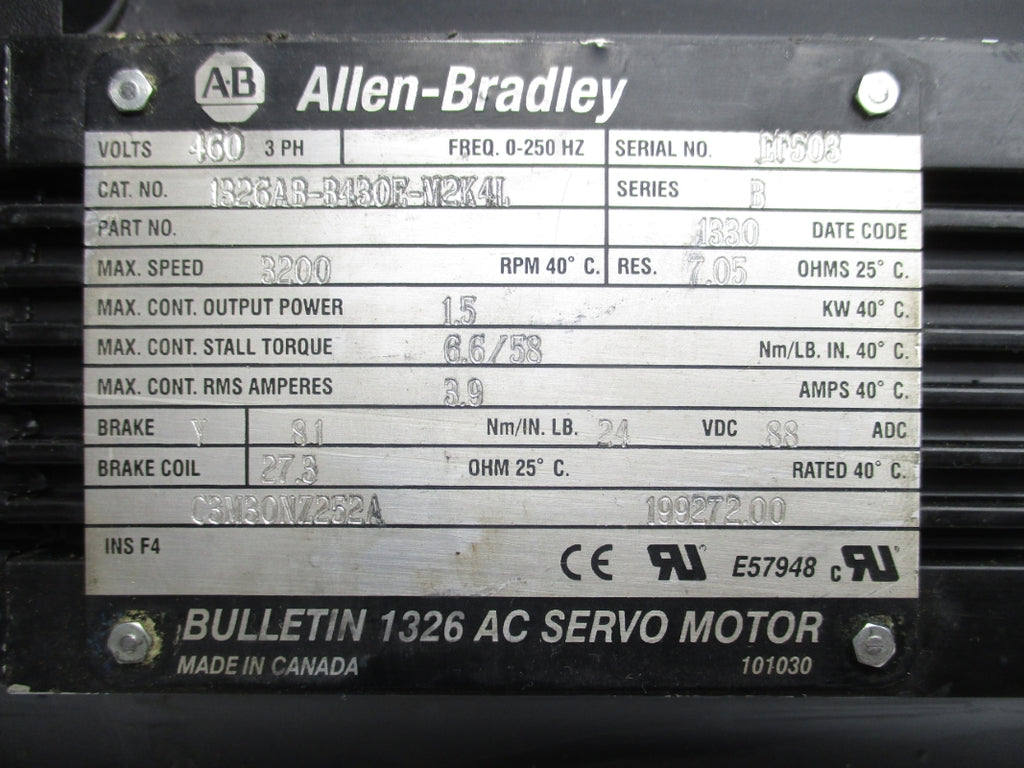 AB Allen-Bradley
VOLTS 460 3 PH FREQ. 0-250 HZ SERIAL NO. EF503
CAT. NO. 1326AB-B430E-M2K4L SERIES B
PART NO. 1330 DATE CODE
MAX. SPEED 3200 RPM 40° C. RES. 7.05 OHMS 25° C.
MAX. CONT. OUTPUT POWER 1.5 KW 40° C.
MAX. CONT. STALL TORQUE 6.6/58 Nm/LB. IN. 40° C.
MAX. CONT. RMS AMPERES 3.9 AMPS 40° C.
BRAKE Y 81 Nm/IN. LB. 24 VDC .88 ADC
BRAKE COIL 27.3 OHM 25° C. RATED 40° C.
199272.00
INS F4 CE RU E57948 c RU
BULLETIN 1326 AC SERVO MOTOR
MADE IN CANADA 101030